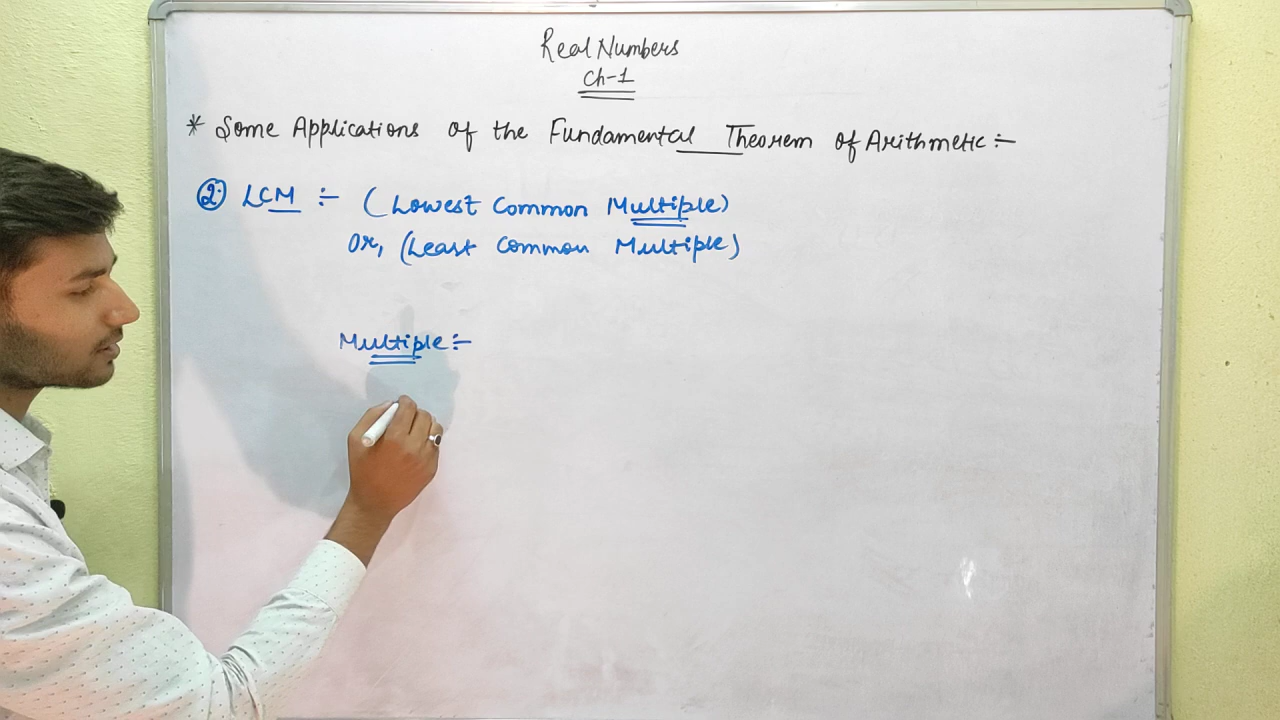 Real Numbers
Ch-1
* Some Applications of the Fundamental Theorem of Arithmetic :-
2. LCM :- (Lowest Common Multiple)
Or, (Least Common Multiple)
Multiple :-